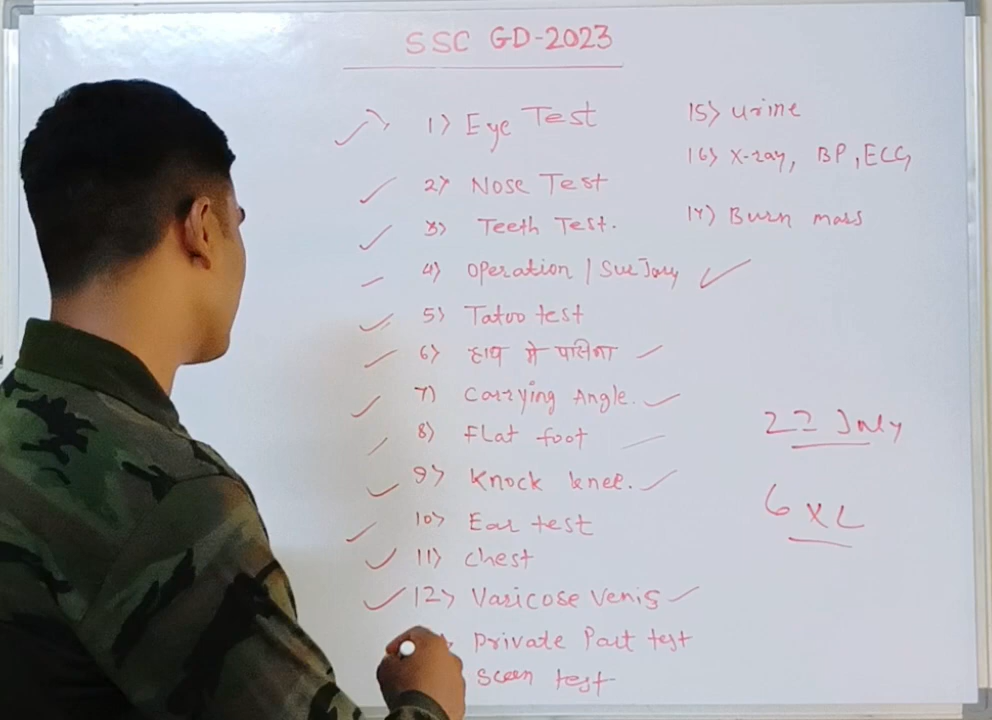 SSC GD-2023
1) Eye Test
2) Nose Test
3) Teeth Test.
4) Operation / SurJary
5) Tatoo test
6) हाथ मे पासिना
7) Carrying Angle.
8) Flat foot
9) Knock knee.
10) Ear test
11) Chest
12) Varicose Venis
Private Part test
Sceen test
15) Urine
16) X-ray, BP, ECG
17) Burn mars
22 July
6 XL